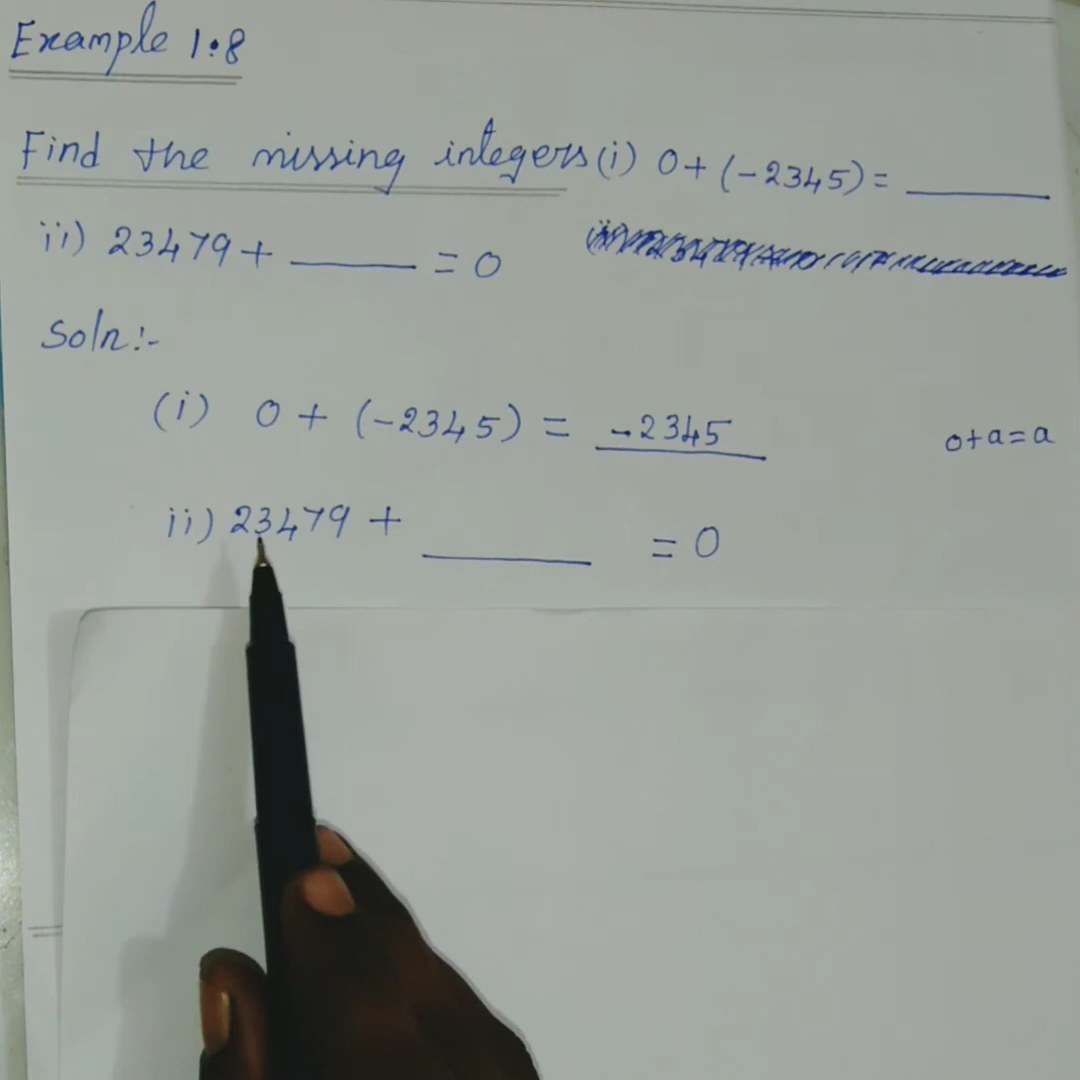 Example 1.8
Find the missing integers (i) 0 + (-2345) = ______
ii) 23479 + ______ = 0
Soln:-
(i) 0 + (-2345) = -2345 0+a=a
ii) 23479 + ______ = 0